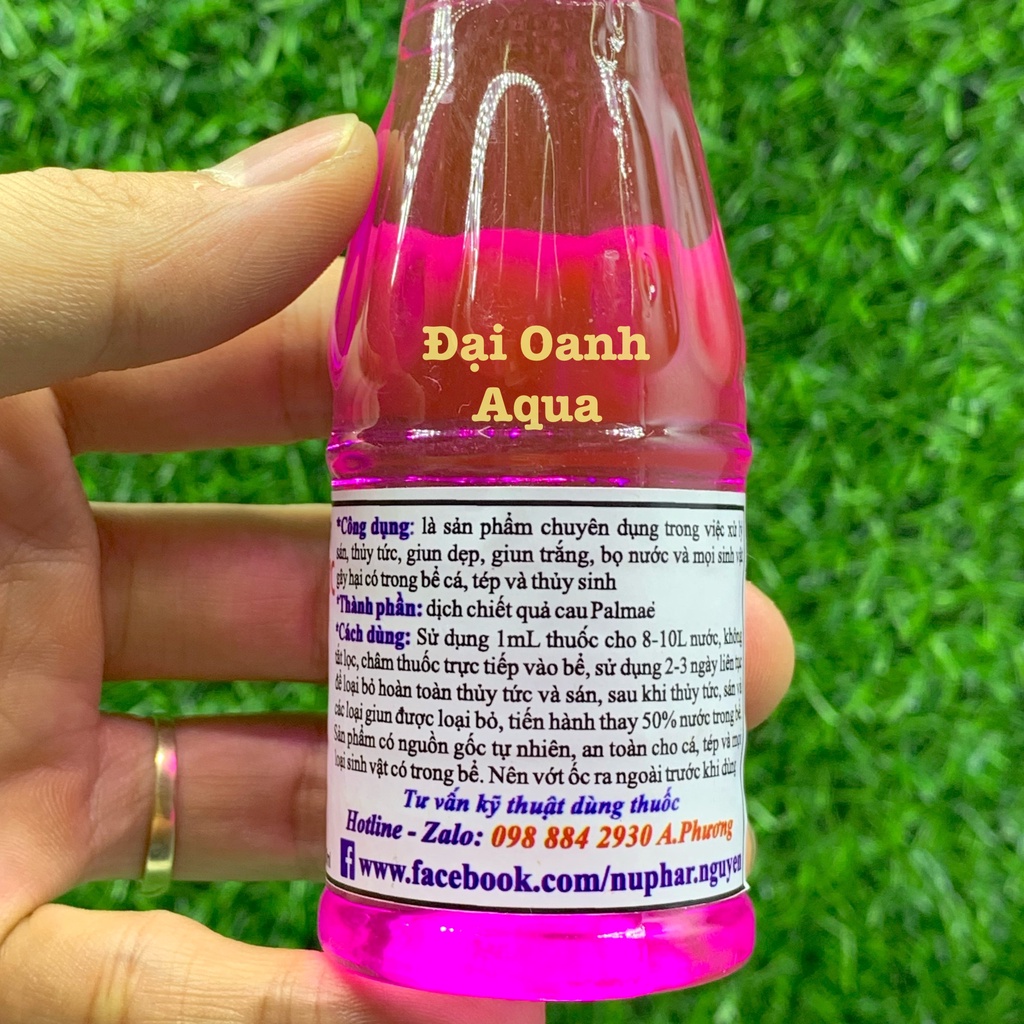 Đại Oanh
Aqua
*Công dụng: là sản phẩm chuyên dụng trong việc xử lý
sán, thủy tức, giun dẹp, giun trắng, bọ nước và mọi sinh vật
gây hại có trong bể cá, tép và thủy sinh
*Thành phần: dịch chiết quả cau Palmae
*Cách dùng: Sử dụng 1mL thuốc cho 8-10L nước, không
tắt lọc, châm thuốc trực tiếp vào bể, sử dụng 2-3 ngày liên tục
để loại bỏ hoàn toàn thủy tức và sán, sau khi thủy tức, sán và
các loại giun được loại bỏ, tiến hành thay 50% nước trong bể
Sản phẩm có nguồn gốc tự nhiên, an toàn cho cá, tép và mọi
loại sinh vật có trong bể. Nên vớt ốc ra ngoài trước khi dùng
Tư vấn kỹ thuật dùng thuốc
Hotline - Zalo: 098 884 2930 A.Phương
www.facebook.com/nuphar.nguyen